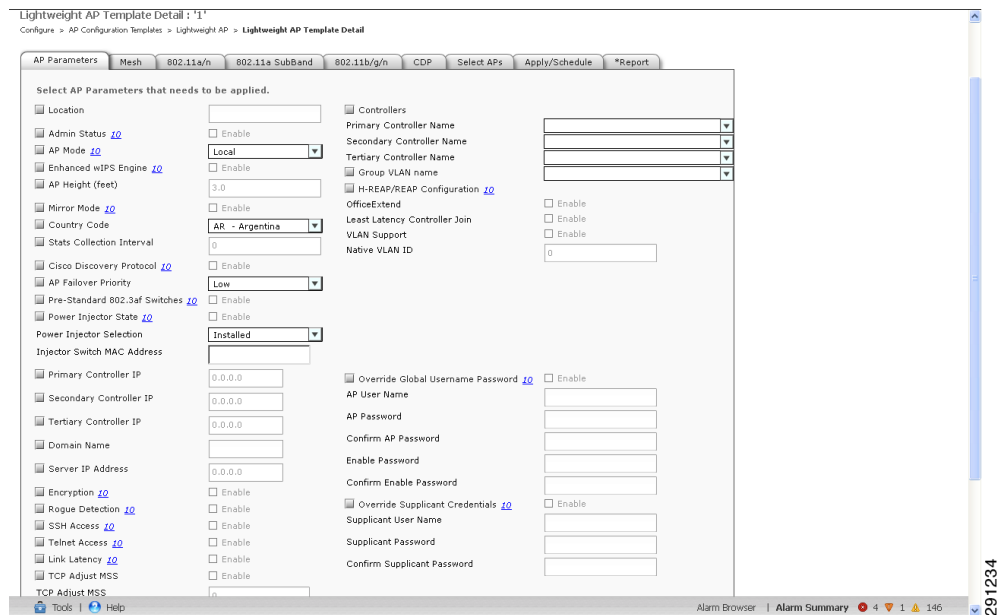 Lightweight AP Template Detail : '1'
Configure > AP Configuration Templates > Lightweight AP > Lightweight AP Template Detail
AP Parameters Mesh 802.11a/n 802.11a SubBand 802.11b/g/n CDP Select APs Apply/Schedule *Report
Select AP Parameters that needs to be applied.
Location
Admin Status 10 Enable
AP Mode 10 Local
Enhanced wIPS Engine 10 Enable
AP Height (feet) 3.0
Mirror Mode 10 Enable
Country Code AR - Argentina
Stats Collection Interval 0
Cisco Discovery Protocol 10 Enable
AP Failover Priority Low
Pre-Standard 802.3af Switches 10 Enable
Power Injector State 10 Enable
Power Injector Selection Installed
Injector Switch MAC Address
Primary Controller IP 0.0.0.0
Secondary Controller IP 0.0.0.0
Tertiary Controller IP 0.0.0.0
Domain Name
Server IP Address 0.0.0.0
Encryption 10 Enable
Rogue Detection 10 Enable
SSH Access 10 Enable
Telnet Access 10 Enable
Link Latency 10 Enable
TCP Adjust MSS Enable
TCP Adjust MSS 0
Controllers
Primary Controller Name
Secondary Controller Name
Tertiary Controller Name
Group VLAN name
H-REAP/REAP Configuration 10
OfficeExtend Enable
Least Latency Controller Join Enable
VLAN Support Enable
Native VLAN ID 0
Override Global Username Password 10 Enable
AP User Name
AP Password
Confirm AP Password
Enable Password
Confirm Enable Password
Override Supplicant Credentials 10 Enable
Supplicant User Name
Supplicant Password
Confirm Supplicant Password
Tools | Help Alarm Browser | Alarm Summary 4 1 146
291234